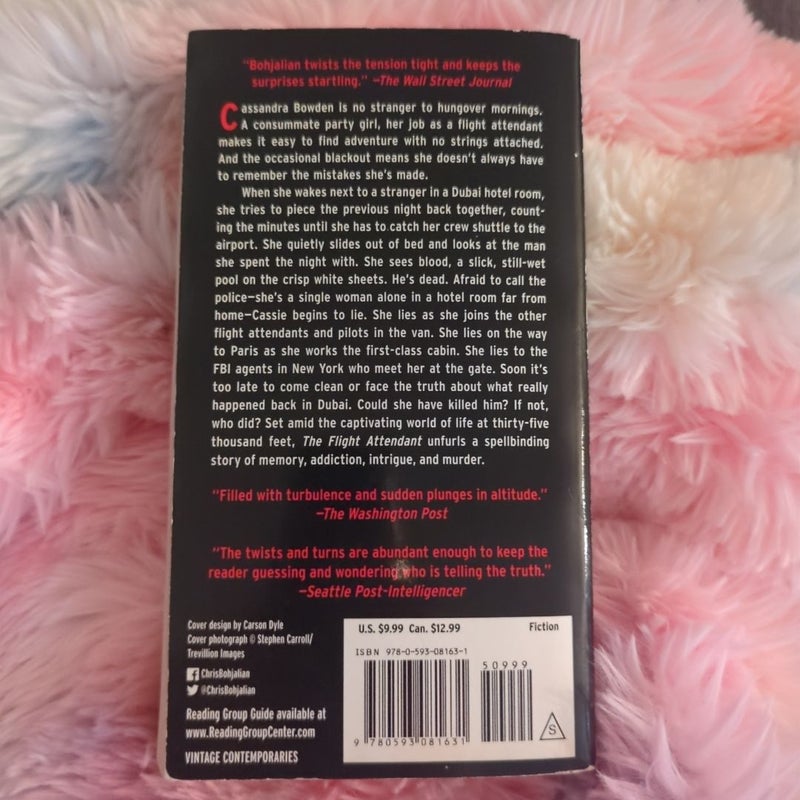 "Bohjalian twists the tension tight and keeps the
surprises startling." —The Wall Street Journal
Cassandra Bowden is no stranger to hungover mornings.
A consummate party girl, her job as a flight attendant
makes it easy to find adventure with no strings attached.
And the occasional blackout means she doesn't always have
to remember the mistakes she's made.
When she wakes next to a stranger in a Dubai hotel room,
she tries to piece the previous night back together, count-
ing the minutes until she has to catch her crew shuttle to the
airport. She quietly slides out of bed and looks at the man
she spent the night with. She sees blood, a slick, still-wet
pool on the crisp white sheets. He's dead. Afraid to call the
police—she's a single woman alone in a hotel room far from
home—Cassie begins to lie. She lies as she joins the other
flight attendants and pilots in the van. She lies on the way
to Paris as she works the first-class cabin. She lies to the
FBI agents in New York who meet her at the gate. Soon it's
too late to come clean or face the truth about what really
happened back in Dubai. Could she have killed him? If not,
who did? Set amid the captivating world of life at thirty-five
thousand feet, The Flight Attendant unfurls a spellbinding
story of memory, addiction, intrigue, and murder.
"Filled with turbulence and sudden plunges in altitude."
—The Washington Post
"The twists and turns are abundant enough to keep the
reader guessing and wondering who is telling the truth."
—Seattle Post-Intelligencer
Cover design by Carson Dyle
Cover photograph © Stephen Carroll/
Trevillion Images
ChrisBohjalian
@ChrisBohjalian
Reading Group Guide available at
www.ReadingGroupCenter.com
VINTAGE CONTEMPORARIES
U.S. $9.99 Can. $12.99 Fiction
ISBN 978-0-593-08163-1
50999
9 780593 081631
S